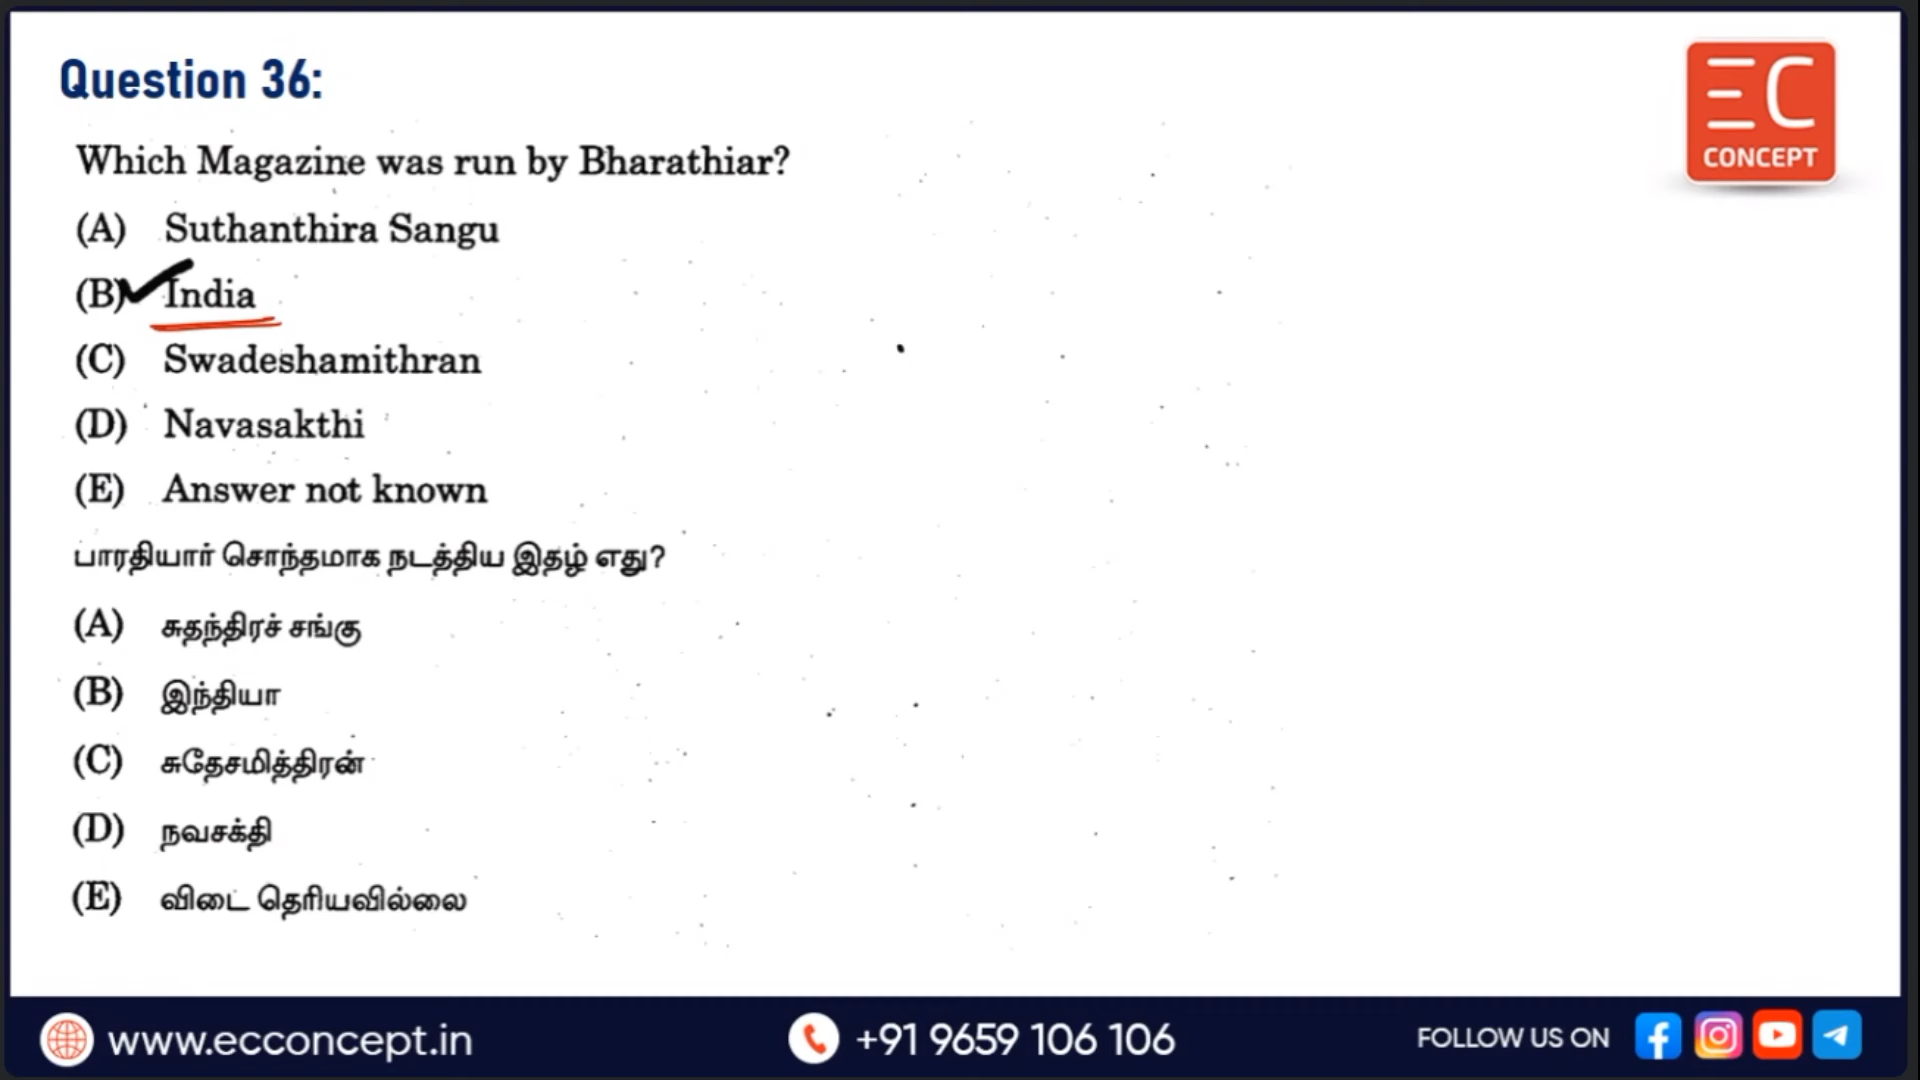 Question 36:
EC
CONCEPT
Which Magazine was run by Bharathiar?
(A) Suthanthira Sangu
(B) India
(C) Swadeshamithran
(D) Navasakthi
(E) Answer not known
பாரதியார் சொந்தமாக நடத்திய இதழ் எது?
(A) சுதந்திரச் சங்கு
(B) இந்தியா
(C) சுதேசமித்திரன்
(D) நவசக்தி
(E) விடை தெரியவில்லை
www.ecconcept.in +91 9659 106 106 FOLLOW US ON